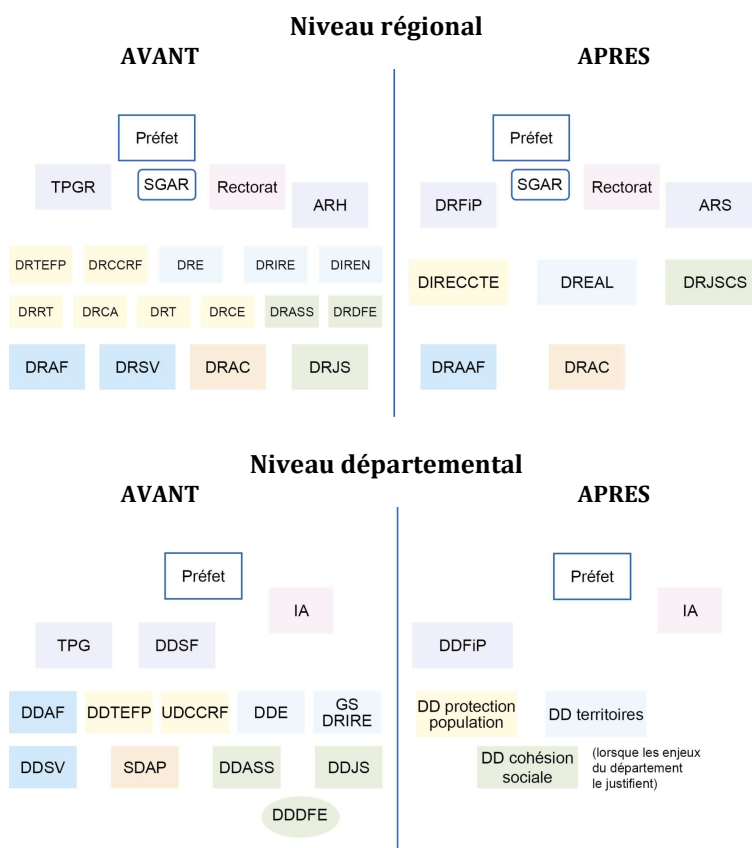 Niveau régional
AVANT
APRES
Préfet
TPGR
SGAR
Rectorat
ARH
DRTEFP
DRCCRF
DRE
DRIRE
DIREN
DRRT
DRCA
DRT
DRCE
DRASS
DRDFE
DRAF
DRSV
DRAC
DRJS
Préfet
DRFiP
SGAR
Rectorat
ARS
DIRECCTE
DREAL
DRJSCS
DRAAF
DRAC
Niveau départemental
AVANT
APRES
Préfet
IA
TPG
DDSF
DDAF
DDTEFP
UDCCRF
DDE
GS
DRIRE
DDSV
SDAP
DDASS
DDJS
DDDFE
Préfet
IA
DDFiP
DD protection
population
DD territoires
DD cohésion
sociale
(lorsque les enjeux
du département
le justifient)